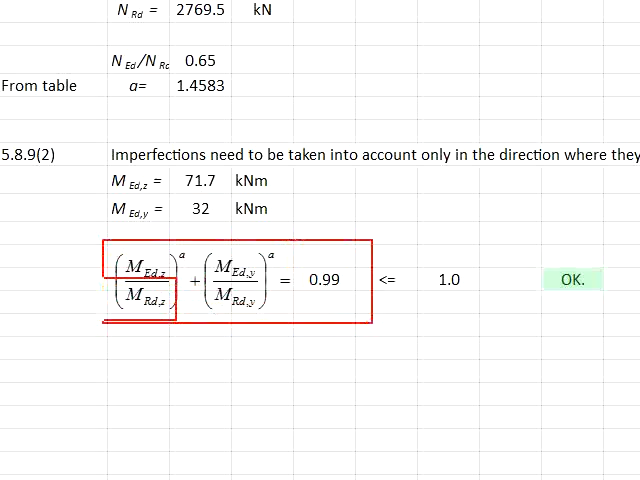 N Rd = 2769.5 kN
N Ed/N Rd 0.65
From table a= 1.4583
5.8.9(2) Imperfections need to be taken into account only in the direction where they
M Ed,z = 71.7 kNm
M Ed,y = 32 kNm
(M Ed,z / M Rd,z)^a + (M Ed,y / M Rd,y)^a = 0.99 <= 1.0 OK.